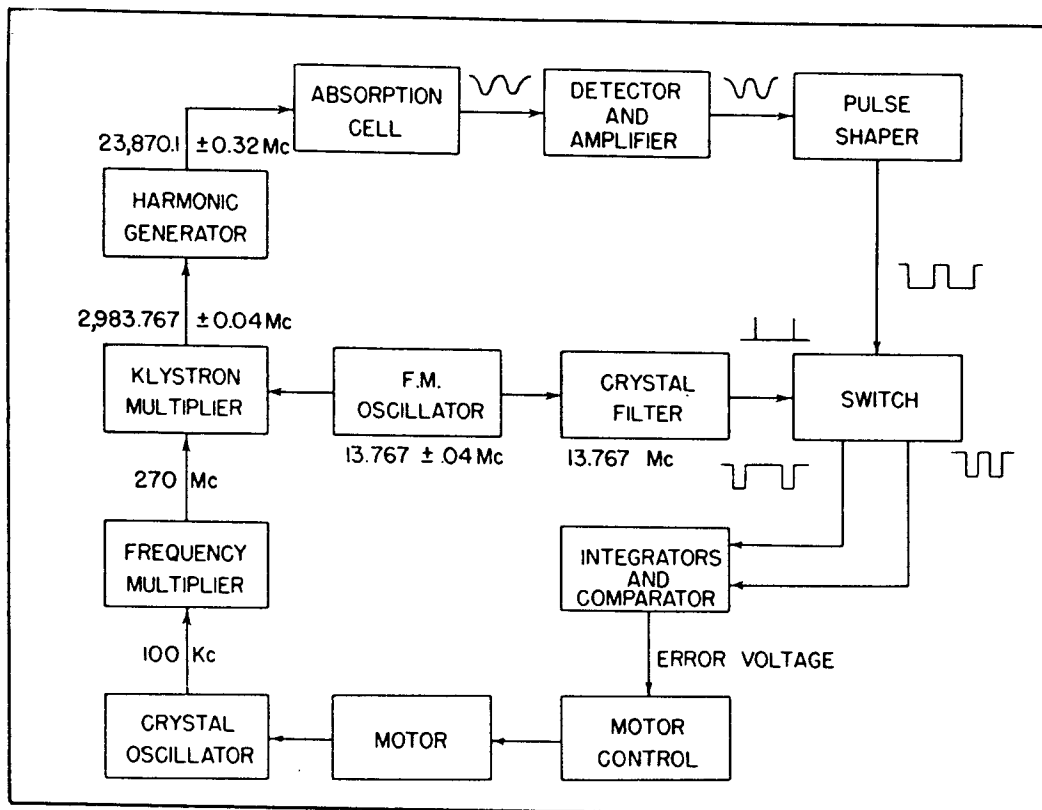 ABSORPTION
CELL
DETECTOR
AND
AMPLIFIER
PULSE
SHAPER
23,870.1 ±0.32 Mc
HARMONIC
GENERATOR
2,983.767 ±0.04 Mc
KLYSTRON
MULTIPLIER
F.M.
OSCILLATOR
CRYSTAL
FILTER
SWITCH
13.767 ±.04 Mc
13.767 Mc
270 Mc
FREQUENCY
MULTIPLIER
INTEGRATORS
AND
COMPARATOR
100 Kc
ERROR VOLTAGE
CRYSTAL
OSCILLATOR
MOTOR
MOTOR
CONTROL